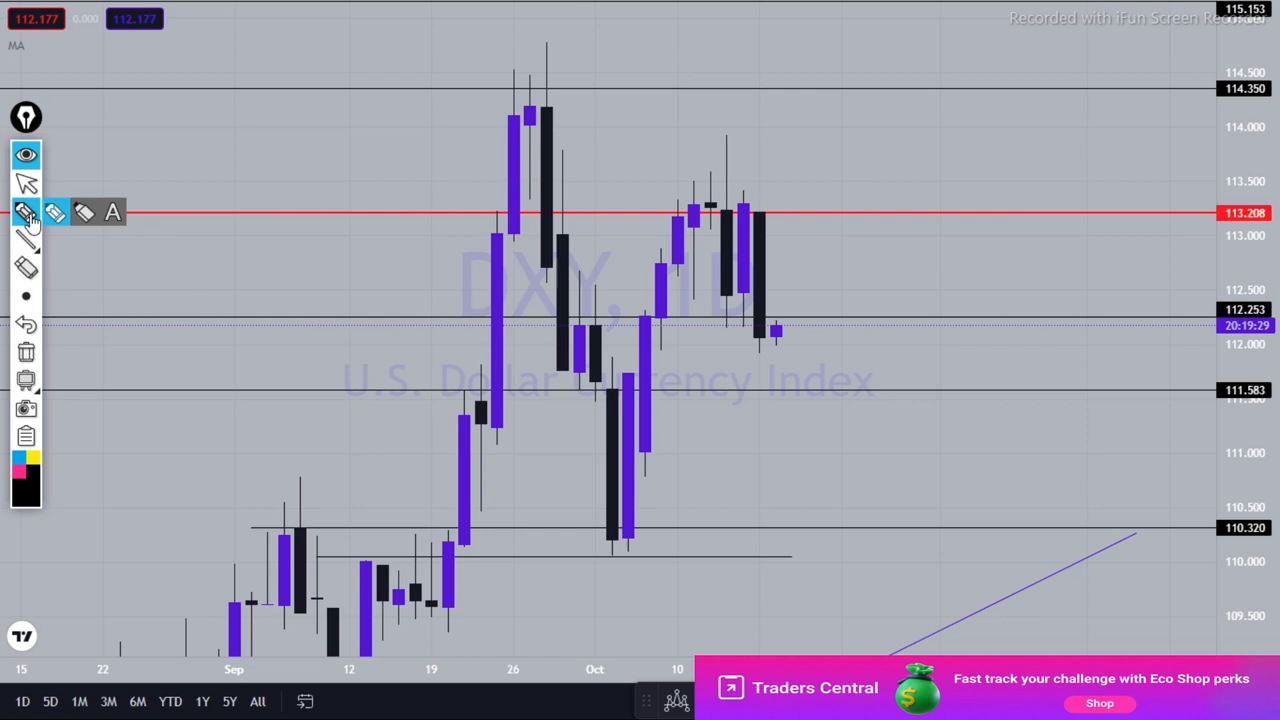 115.153
112.177 0.000 112.177
Recorded with iFun Screen
MA
114.500
114.350
114.000
113.500
A
113.208
113.000
112.500
112.253
20:19:29
112.000
DXY, 1D
U.S. Dollar Currency Index
111.583
111.000
110.500
110.320
110.000
109.500
15 22 Sep 12 19 26 Oct 10
Traders Central
Fast track your challenge with Eco Shop perks
Shop
1D 5D 1M 3M 6M YTD 1Y 5Y All